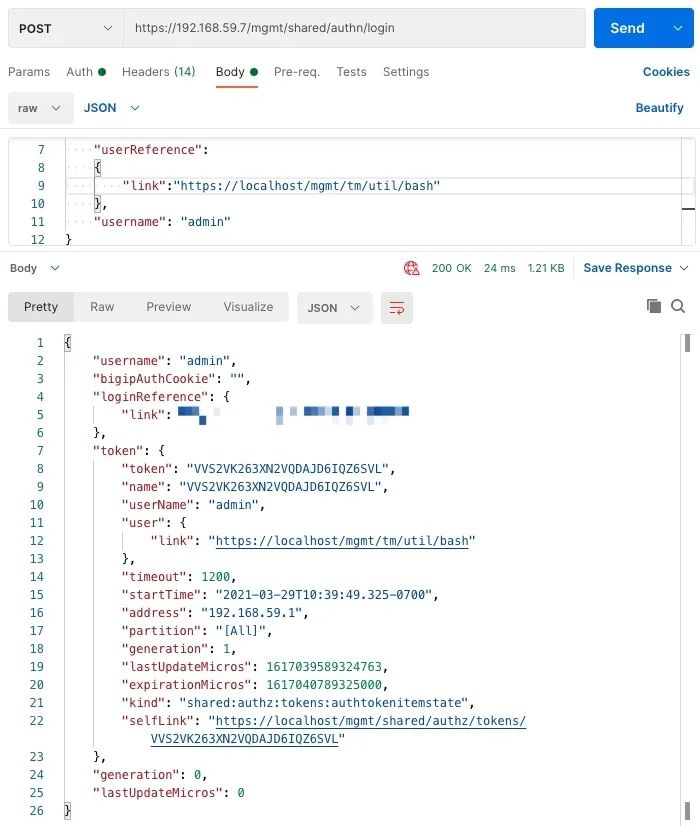 POST https://192.168.59.7/mgmt/shared/authn/login Send
Params Auth Headers (14) Body Pre-req. Tests Settings Cookies
raw JSON Beautify
7 "userReference":
8 {
9 "link":"https://localhost/mgmt/tm/util/bash"
10 },
11 "username": "admin"
12 }
Body 200 OK 24 ms 1.21 KB Save Response
Pretty Raw Preview Visualize JSON
1 {
2 "username": "admin",
3 "bigipAuthCookie": "",
4 "loginReference": {
5 "link":
6 },
7 "token": {
8 "token": "VVS2VK263XN2VQDAJD6IQZ6SVL",
9 "name": "VVS2VK263XN2VQDAJD6IQZ6SVL",
10 "userName": "admin",
11 "user": {
12 "link": "https://localhost/mgmt/tm/util/bash"
13 },
14 "timeout": 1200,
15 "startTime": "2021-03-29T10:39:49.325-0700",
16 "address": "192.168.59.1",
17 "partition": "[All]",
18 "generation": 1,
19 "lastUpdateMicros": 1617039589324763,
20 "expirationMicros": 1617040789325000,
21 "kind": "shared:authz:tokens:authtokenitemstate",
22 "selfLink": "https://localhost/mgmt/shared/authz/tokens/
VVS2VK263XN2VQDAJD6IQZ6SVL"
23 },
24 "generation": 0,
25 "lastUpdateMicros": 0
26 }